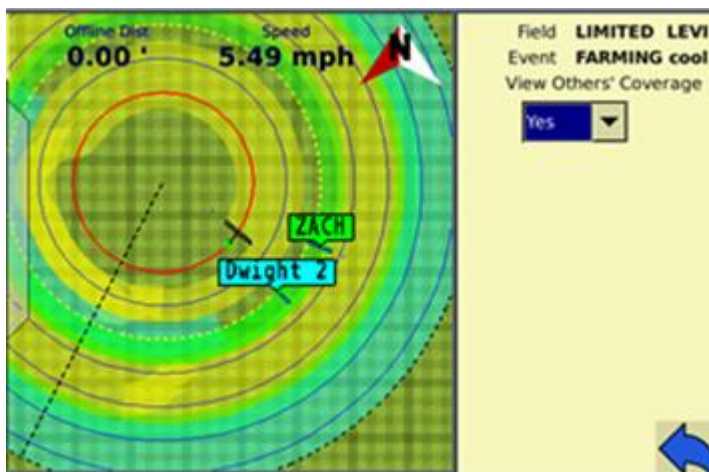 Offline Dist
0.00 '
Speed
5.49 mph
N
ZACH
Dwight 2
Field LIMITED LEVI
Event FARMING cool
View Others' Coverage
Yes